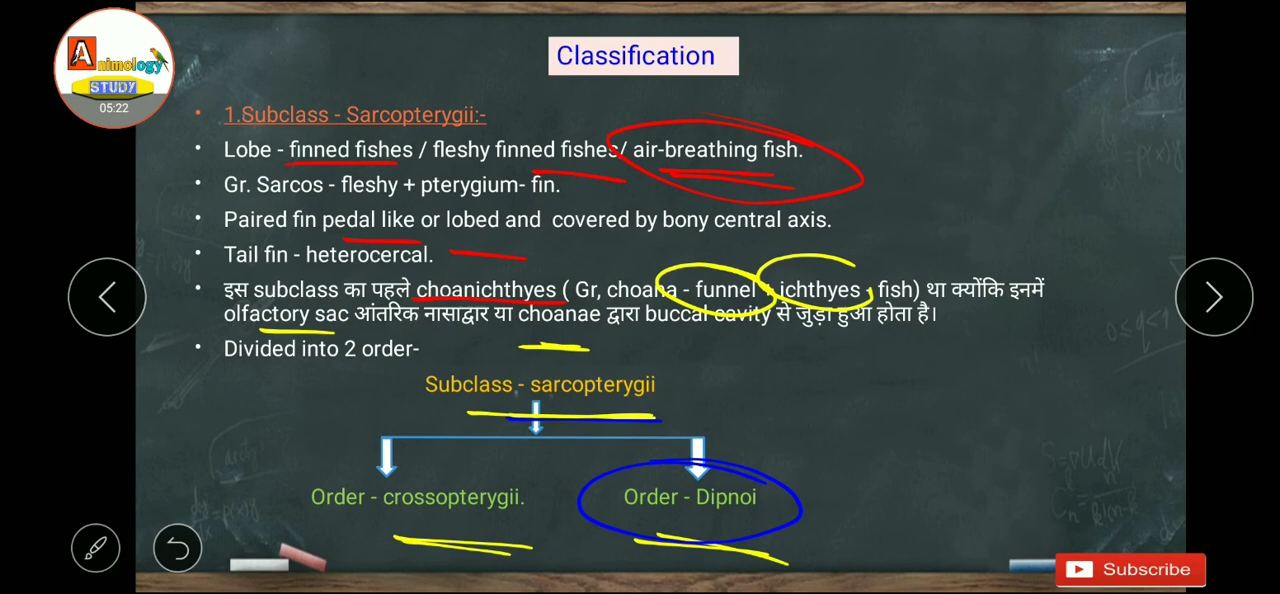 Animology
STUDY
05:22
Classification
1.Subclass - Sarcopterygii:-
Lobe - finned fishes / fleshy finned fishes/ air-breathing fish.
Gr. Sarcos - fleshy + pterygium- fin.
Paired fin pedal like or lobed and covered by bony central axis.
Tail fin - heterocercal.
इस subclass का पहले choanichthyes ( Gr, choana - funnel + ichthyes - fish) था क्योंकि इनमें
olfactory sac आंतरिक नासाद्वार या choanae द्वारा buccal cavity से जुड़ा हुआ होता है।
Divided into 2 order-
Subclass - sarcopterygii
Order - crossopterygii.
Order - Dipnoi
Subscribe